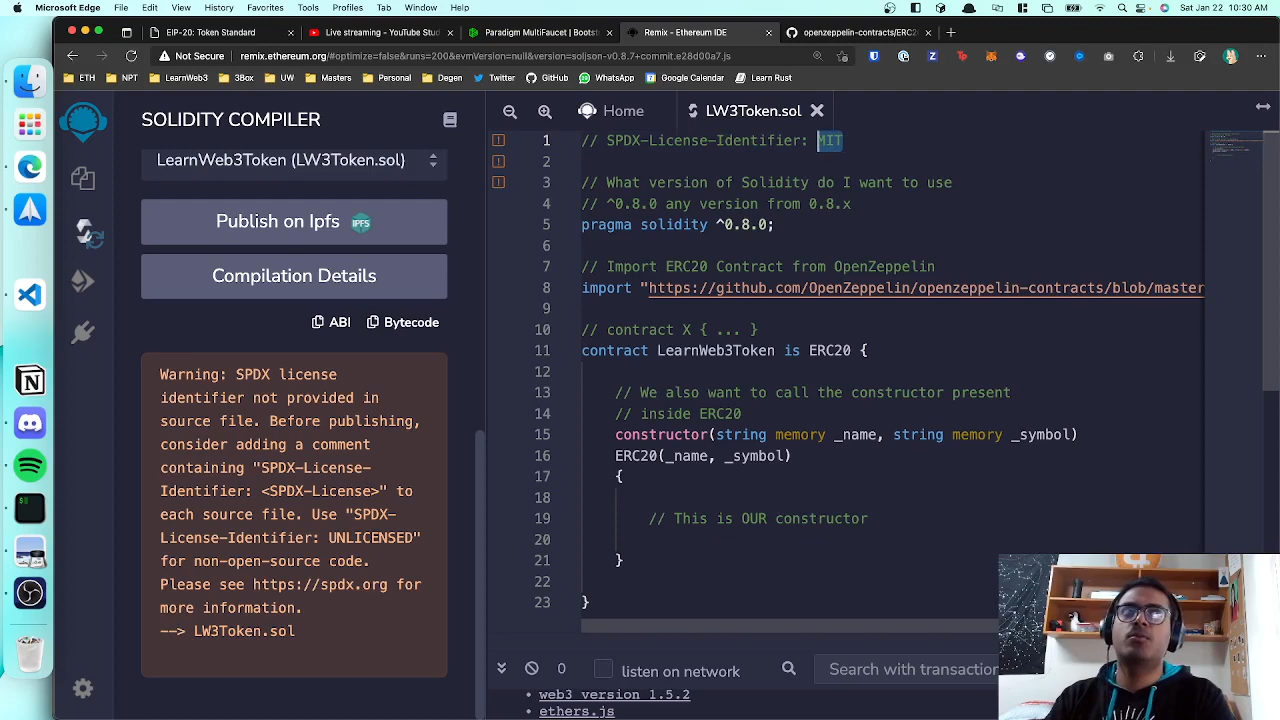 Microsoft Edge File Edit View History Favorites Tools Profiles Tab Window Help Sat Jan 22 10:30 AM
EIP-20: Token Standard
Live streaming - YouTube Stud
Paradigm MultiFaucet | Bootst
Remix - Ethereum IDE
openzeppelin-contracts/ERC2
Not Secure remix.ethereum.org/#optimize=false&runs=200&evmVersion=null&version=soljson-v0.8.7+commit.e28d00a7.js
ETH NPT LearnWeb3 3Box UW Masters Personal Degen Twitter GitHub WhatsApp Google Calendar Learn Rust
SOLIDITY COMPILER
LearnWeb3Token (LW3Token.sol)
Publish on Ipfs IPFS
Compilation Details
ABI Bytecode
Warning: SPDX license
identifier not provided in
source file. Before publishing,
consider adding a comment
containing "SPDX-License-
Identifier: <SPDX-License>" to
each source file. Use "SPDX-
License-Identifier: UNLICENSED"
for non-open-source code.
Please see https://spdx.org for
more information.
--> LW3Token.sol
Home LW3Token.sol
1 // SPDX-License-Identifier: MIT
2
3 // What version of Solidity do I want to use
4 // ^0.8.0 any version from 0.8.x
5 pragma solidity ^0.8.0;
6
7 // Import ERC20 Contract from OpenZeppelin
8 import "https://github.com/OpenZeppelin/openzeppelin-contracts/blob/master
9
10 // contract X { ... }
11 contract LearnWeb3Token is ERC20 {
12
13 // We also want to call the constructor present
14 // inside ERC20
15 constructor(string memory _name, string memory _symbol)
16 ERC20(_name, _symbol)
17 {
18
19 // This is OUR constructor
20
21 }
22
23 }
0 listen on network Search with transaction
web3 version 1.5.2
ethers.js